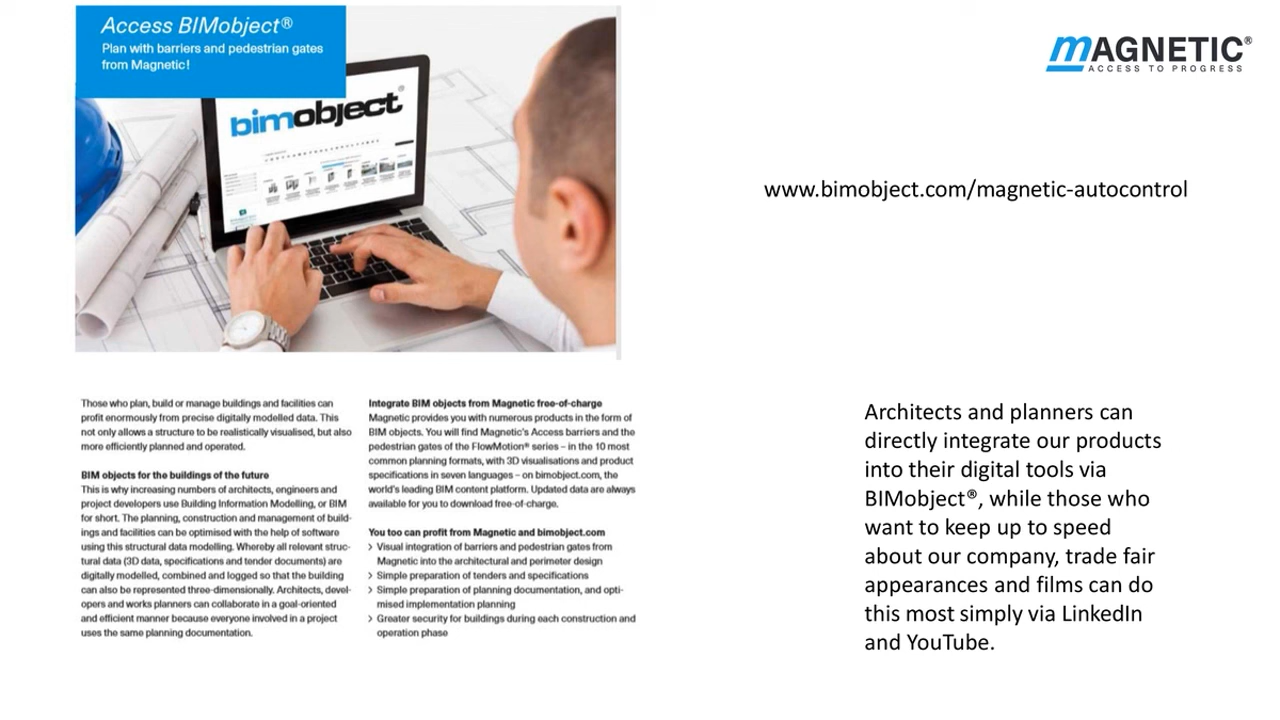 Access BIMobject®
Plan with barriers and pedestrian gates
from Magnetic!
bimobject®
MAGNETIC®
ACCESS TO PROGRESS
www.bimobject.com/magnetic-autocontrol
Those who plan, build or manage buildings and facilities can
profit enormously from precise digitally modelled data. This
not only allows a structure to be realistically visualised, but also
more efficiently planned and operated.
BIM objects for the buildings of the future
This is why increasing numbers of architects, engineers and
project developers use Building Information Modelling, or BIM
for short. The planning, construction and management of build-
ings and facilities can be optimised with the help of software
using this structural data modelling. Whereby all relevant struc-
tural data (3D data, specifications and tender documents) are
digitally modelled, combined and logged so that the building
can also be represented three-dimensionally. Architects, devel-
opers and works planners can collaborate in a goal-oriented
and efficient manner because everyone involved in a project
uses the same planning documentation.
Integrate BIM objects from Magnetic free-of-charge
Magnetic provides you with numerous products in the form of
BIM objects. You will find Magnetic's Access barriers and the
pedestrian gates of the FlowMotion® series – in the 10 most
common planning formats, with 3D visualisations and product
specifications in seven languages – on bimobject.com, the
world's leading BIM content platform. Updated data are always
available for you to download free-of-charge.
You too can profit from Magnetic and bimobject.com
> Visual integration of barriers and pedestrian gates from
Magnetic into the architectural and perimeter design
> Simple preparation of tenders and specifications
> Simple preparation of planning documentation, and opti-
mised implementation planning
> Greater security for buildings during each construction and
operation phase
Architects and planners can
directly integrate our products
into their digital tools via
BIMobject®, while those who
want to keep up to speed
about our company, trade fair
appearances and films can do
this most simply via LinkedIn
and YouTube.